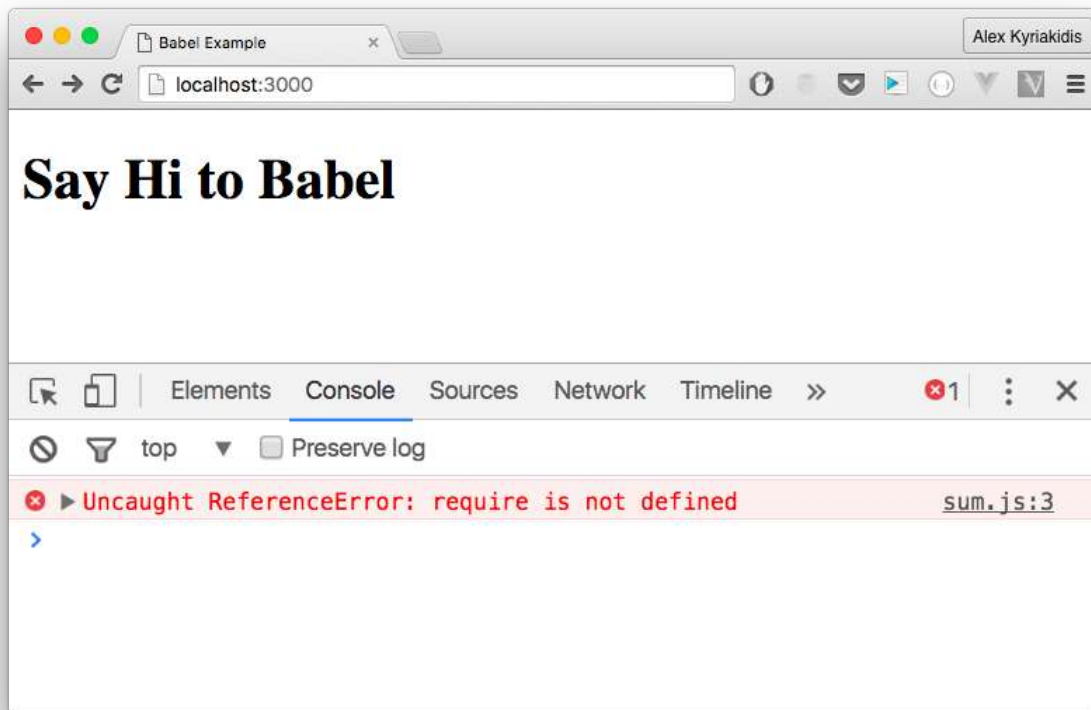 Babel Example
Alex Kyriakidis
localhost:3000
Say Hi to Babel
Elements Console Sources Network Timeline » 1
top Preserve log
Uncaught ReferenceError: require is not defined sum.js:3